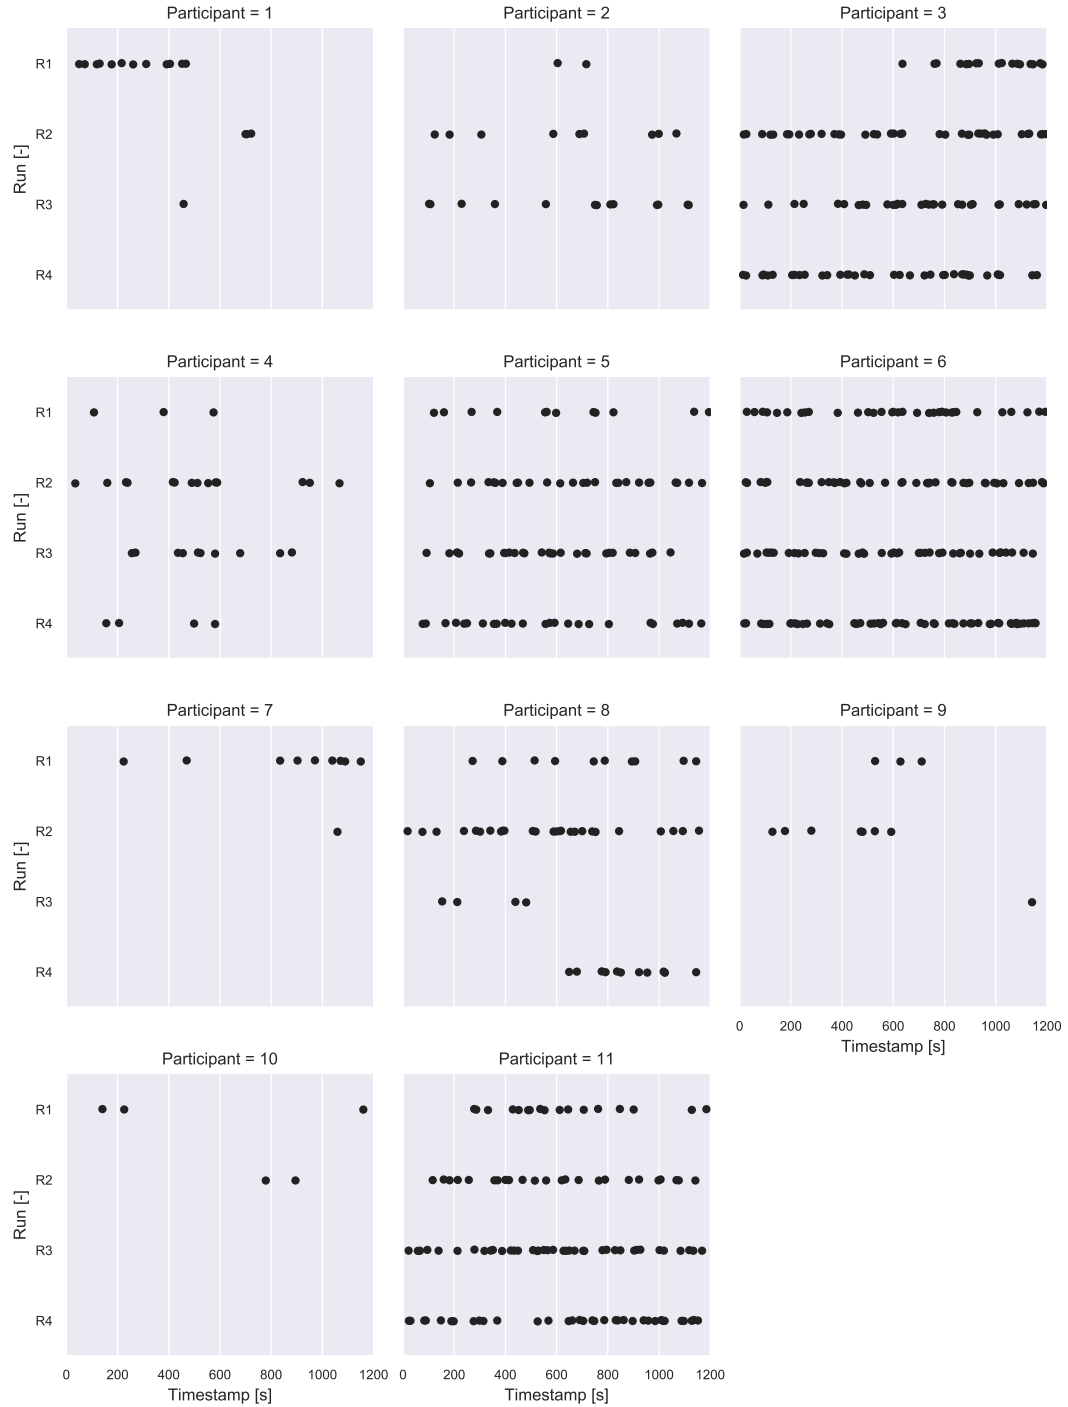 Participant = 1
Participant = 2
Participant = 3
Run [-]
R1
R2
R3
R4
Participant = 4
Participant = 5
Participant = 6
Run [-]
R1
R2
R3
R4
Participant = 7
Participant = 8
Participant = 9
Run [-]
R1
R2
R3
R4
0 200 400 600 800 1000 1200
Timestamp [s]
Participant = 10
Participant = 11
Run [-]
R1
R2
R3
R4
0 200 400 600 800 1000 1200
Timestamp [s]
0 200 400 600 800 1000 1200
Timestamp [s]